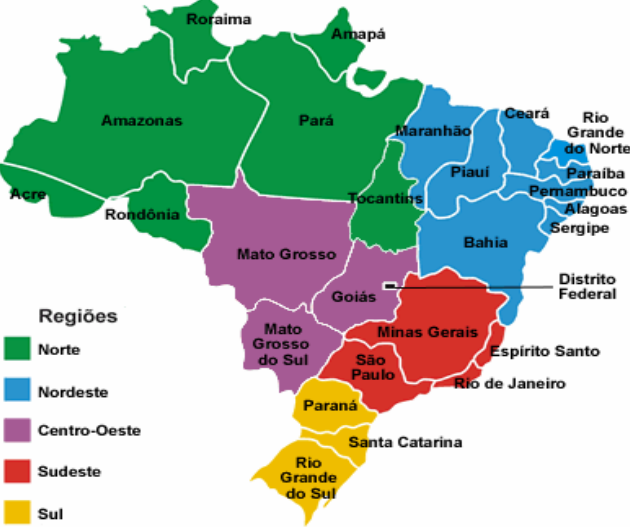 Roraima
Amapá
Amazonas
Pará
Maranhão
Ceará
Rio
Grande
do Norte
Piauí
Paraíba
Pernambuco
Alagoas
Sergipe
Acre
Rondônia
Tocantins
Bahia
Mato Grosso
Goiás
Distrito
Federal
Mato
Grosso
do Sul
Minas Gerais
Espírito Santo
São
Paulo
Rio de Janeiro
Paraná
Santa Catarina
Rio
Grande
do Sul
Regiões
Norte
Nordeste
Centro-Oeste
Sudeste
Sul